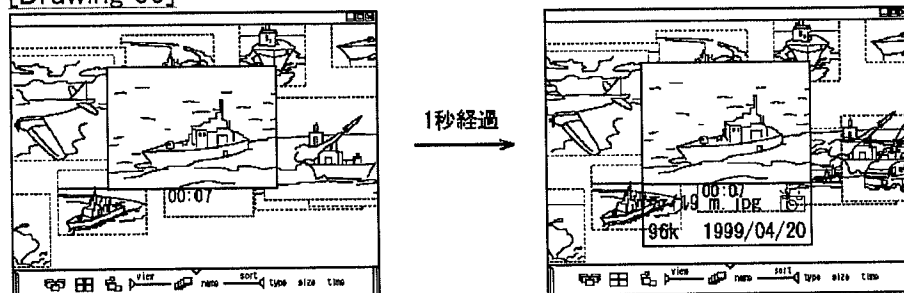 [Drawing 00]
00:07
view
sort
name
type size time
1秒経過
00:07
m. jpg
96k 1999/04/20
view
sort
name
type size time